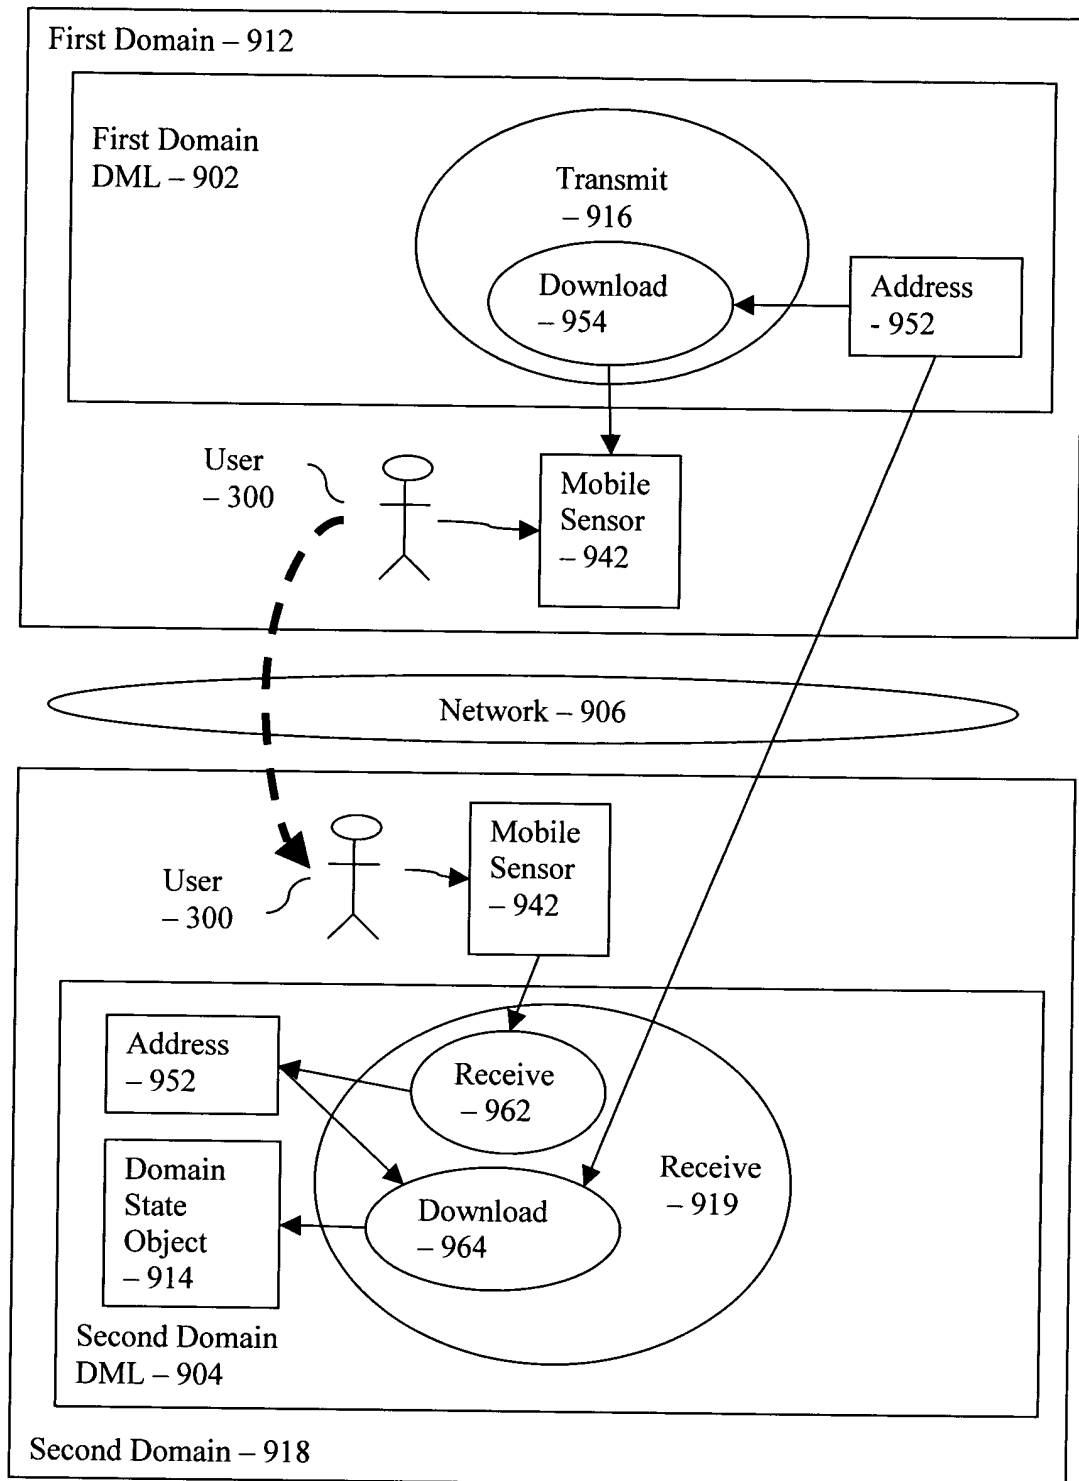 First Domain – 912
First Domain
DML – 902
Transmit
– 916
Download
– 954
Address
- 952
User
– 300
Mobile
Sensor
– 942
Network – 906
Mobile
Sensor
– 942
User
– 300
Address
– 952
Receive
– 962
Domain
State
Object
– 914
Download
– 964
Receive
– 919
Second Domain
DML – 904
Second Domain – 918